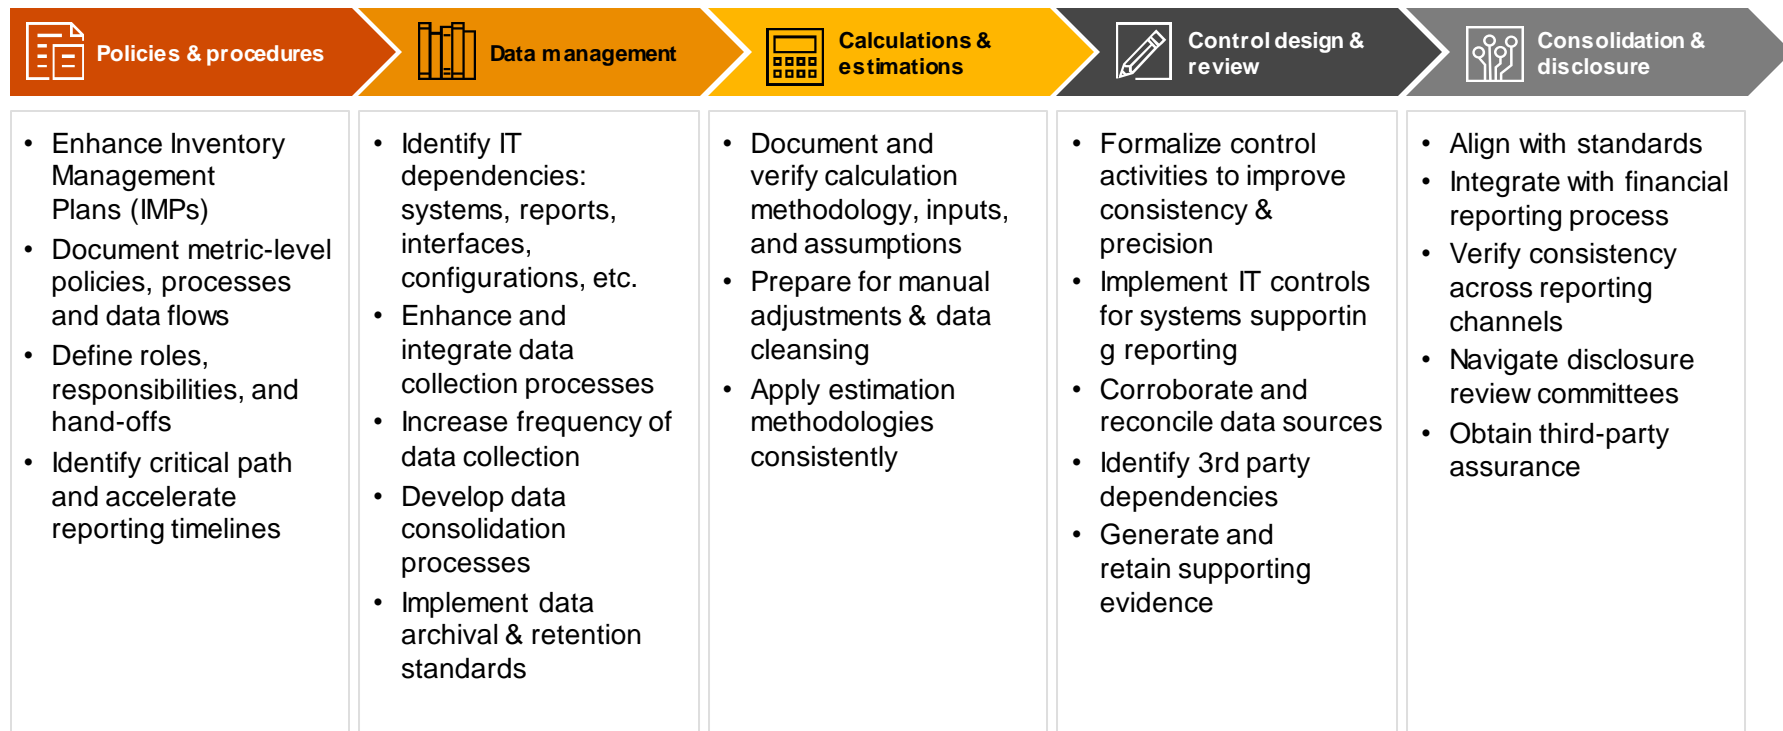 Policies & procedures
Data management
Calculations &
estimations
Control design &
review
Consolidation &
disclosure
• Enhance Inventory
Management
Plans (IMPs)
• Document metric-level
policies, processes
and data flows
• Define roles,
responsibilities, and
hand-offs
• Identify critical path
and accelerate
reporting timelines
• Identify IT
dependencies:
systems, reports,
interfaces,
configurations, etc.
• Enhance and
integrate data
collection processes
• Increase frequency of
data collection
• Develop data
consolidation
processes
• Implement data
archival & retention
standards
• Document and
verify calculation
methodology, inputs,
and assumptions
• Prepare for manual
adjustments & data
cleansing
• Apply estimation
methodologies
consistently
• Formalize control
activities to improve
consistency &
precision
• Implement IT controls
for systems supportin
g reporting
• Corroborate and
reconcile data sources
• Identify 3rd party
dependencies
• Generate and
retain supporting
evidence
• Align with standards
• Integrate with financial
reporting process
• Verify consistency
across reporting
channels
• Navigate disclosure
review committees
• Obtain third-party
assurance